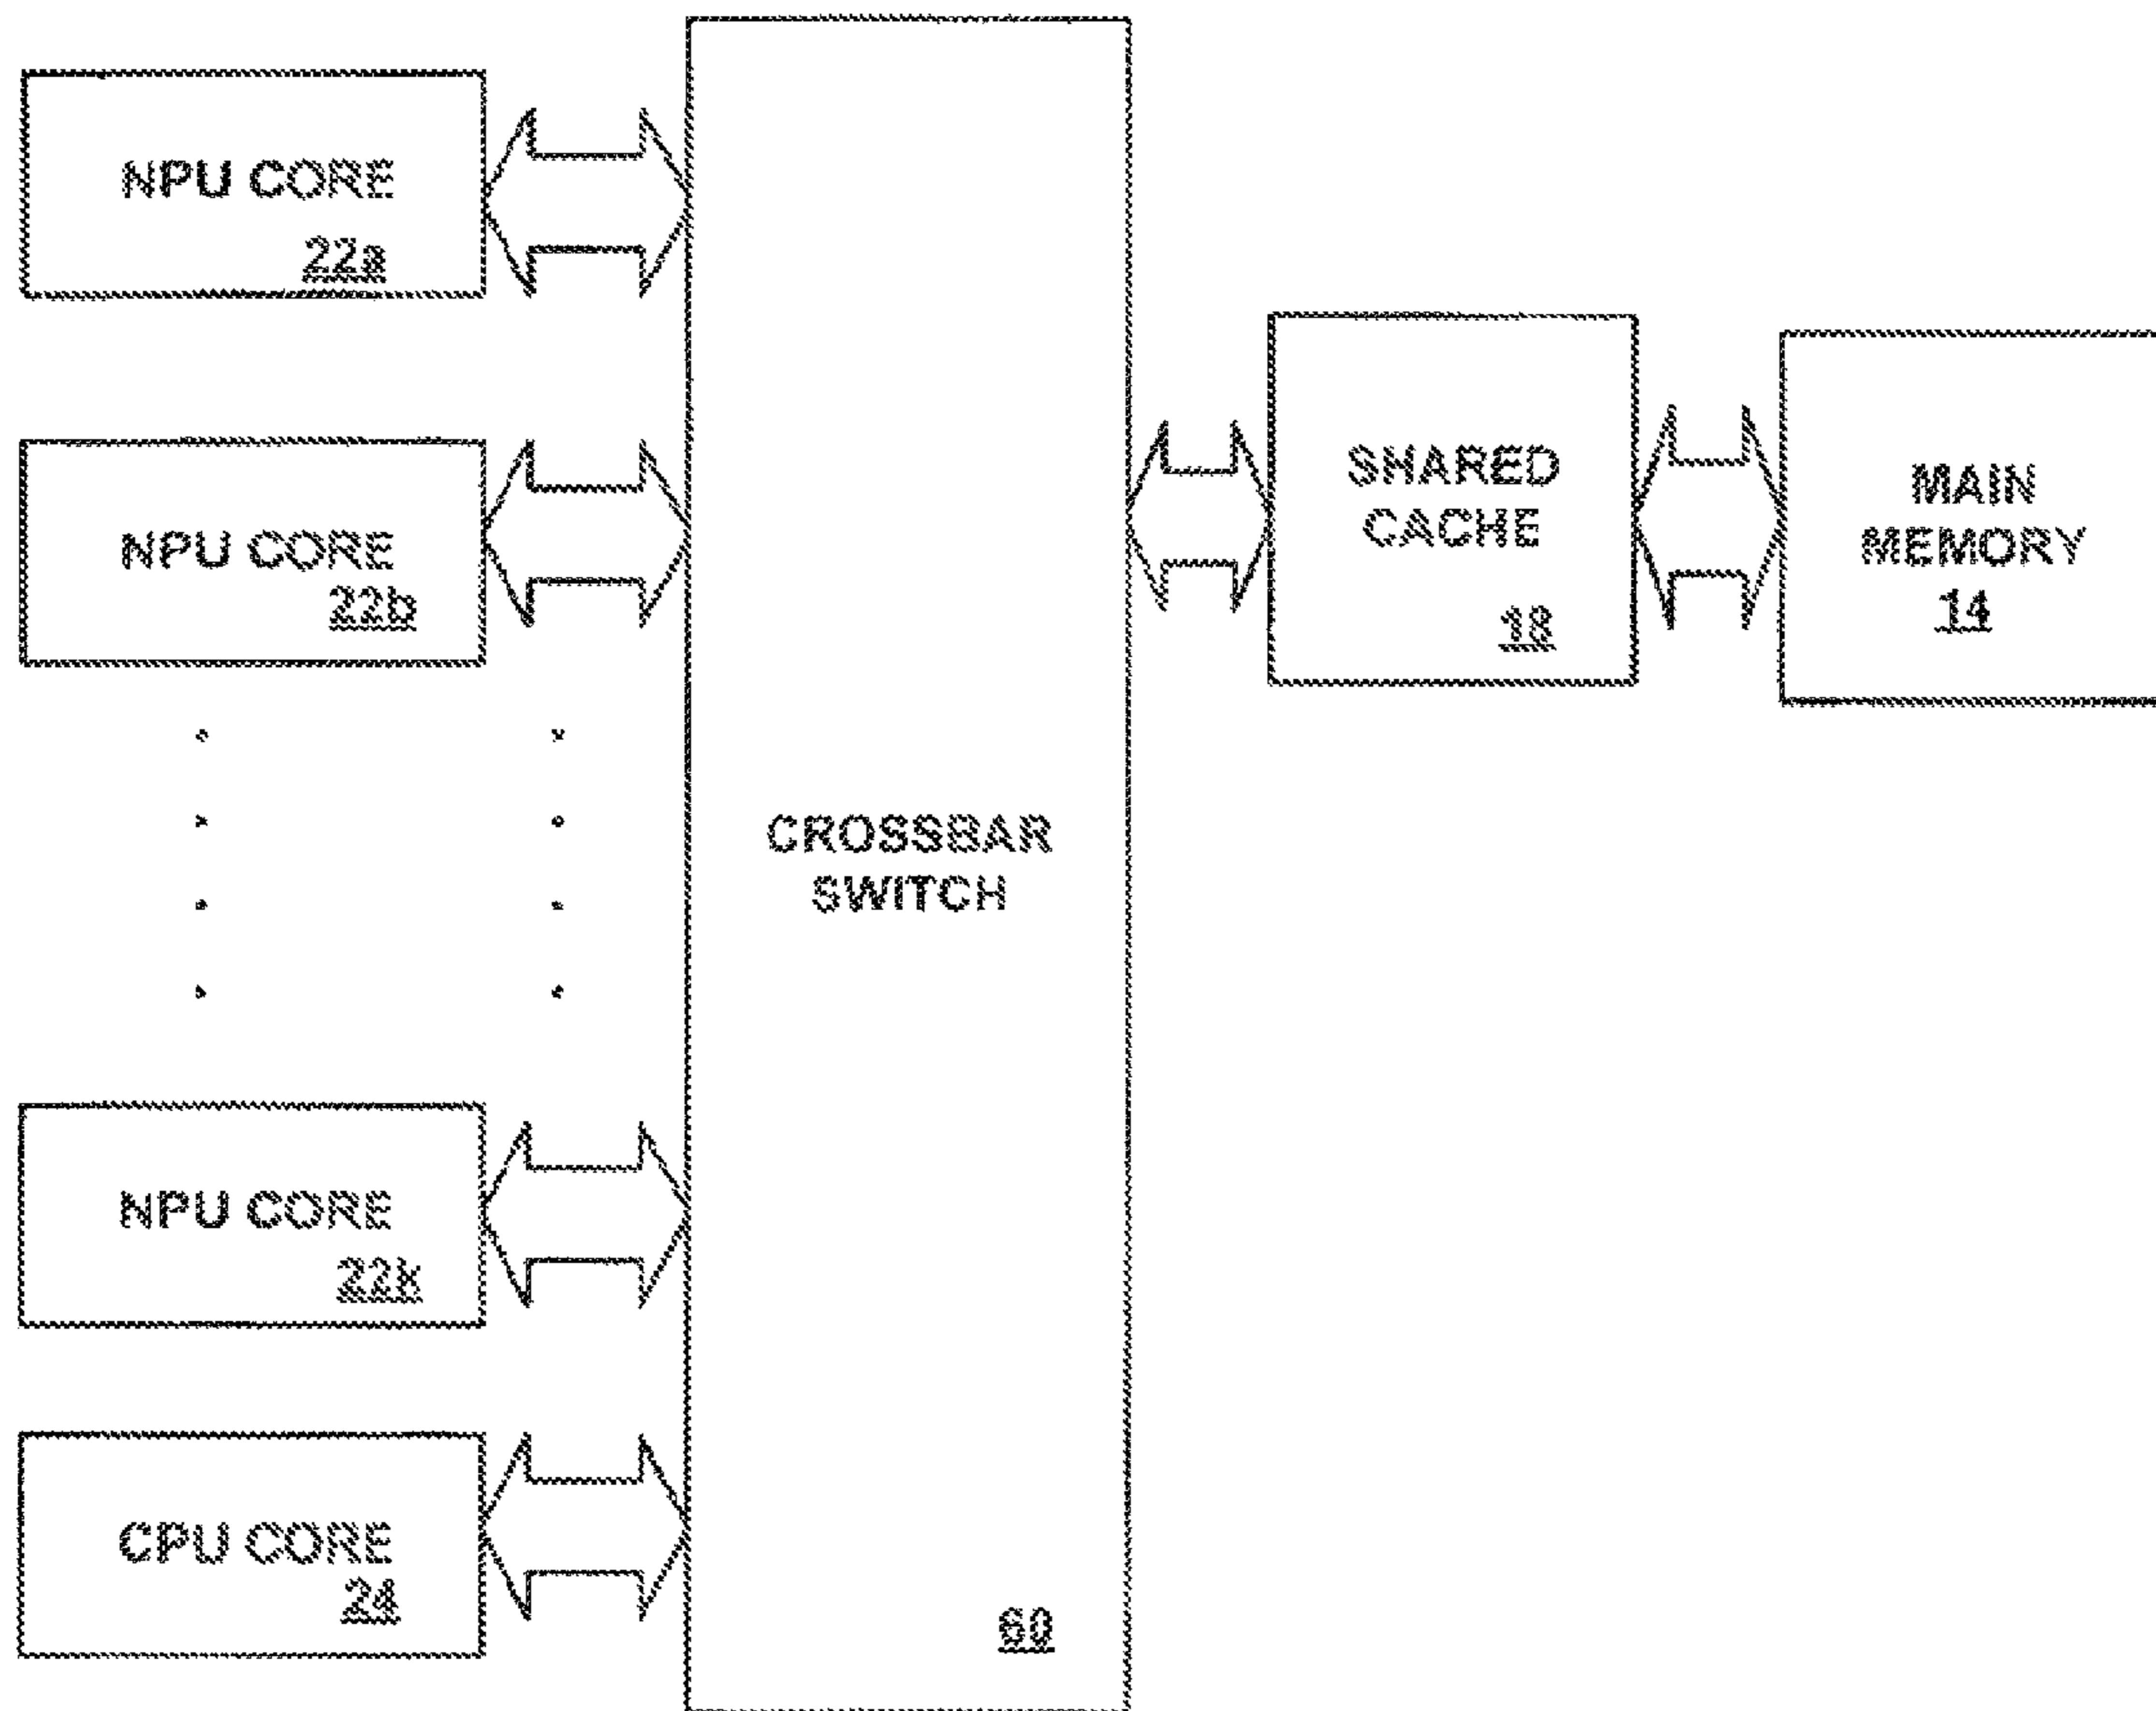 NPU CORE
22a
NPU CORE
22b
NPU CORE
22k
CPU CORE
24
CROSSBAR
SWITCH
60
SHARED
CACHE
18
MAIN
MEMORY
14